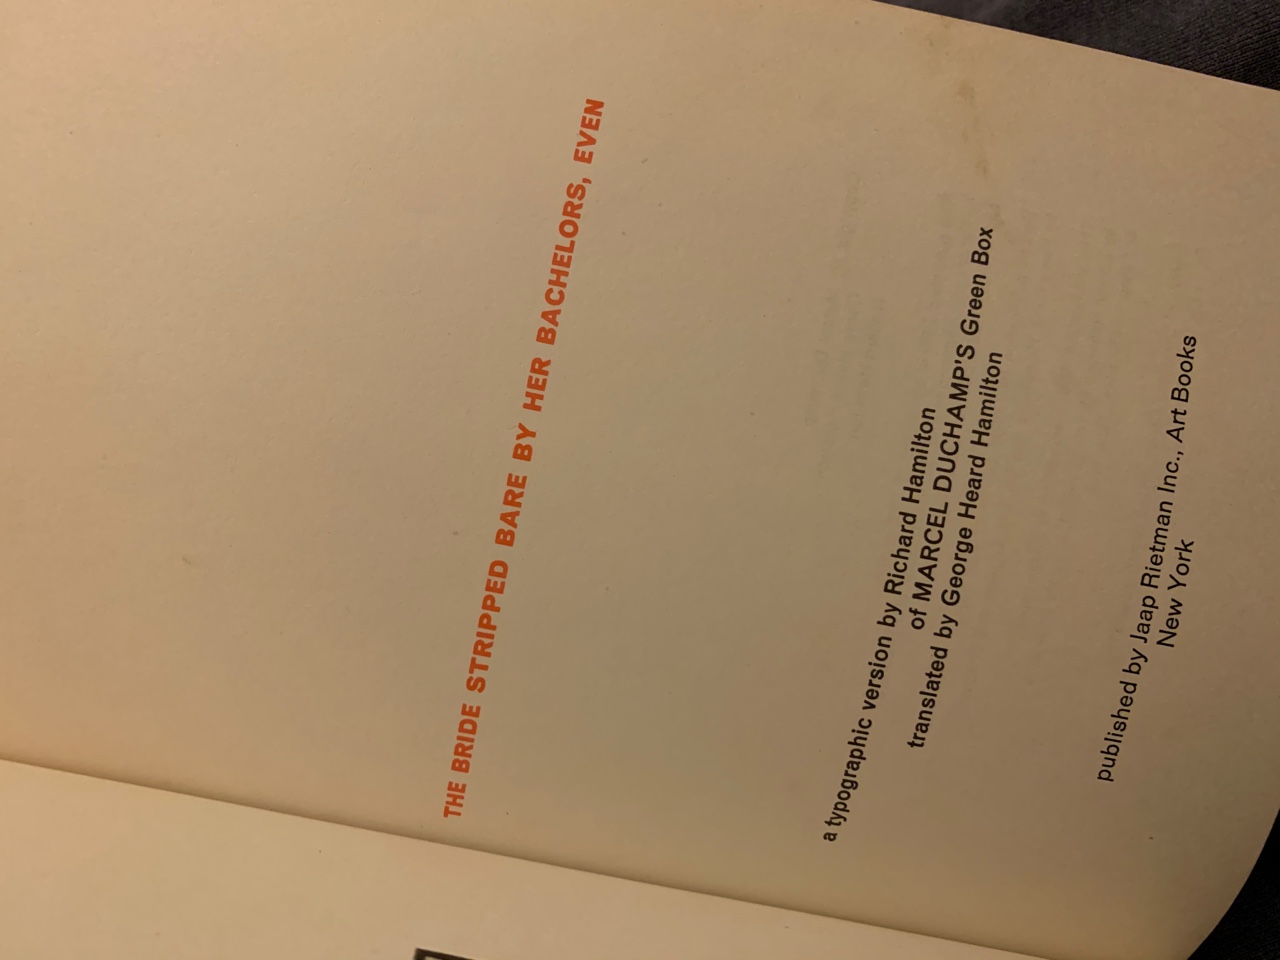 THE BRIDE STRIPPED BARE BY HER BACHELORS, EVEN
a typographic version by Richard Hamilton
of MARCEL DUCHAMP'S Green Box
translated by George Heard Hamilton
published by Jaap Rietman Inc., Art Books
New York